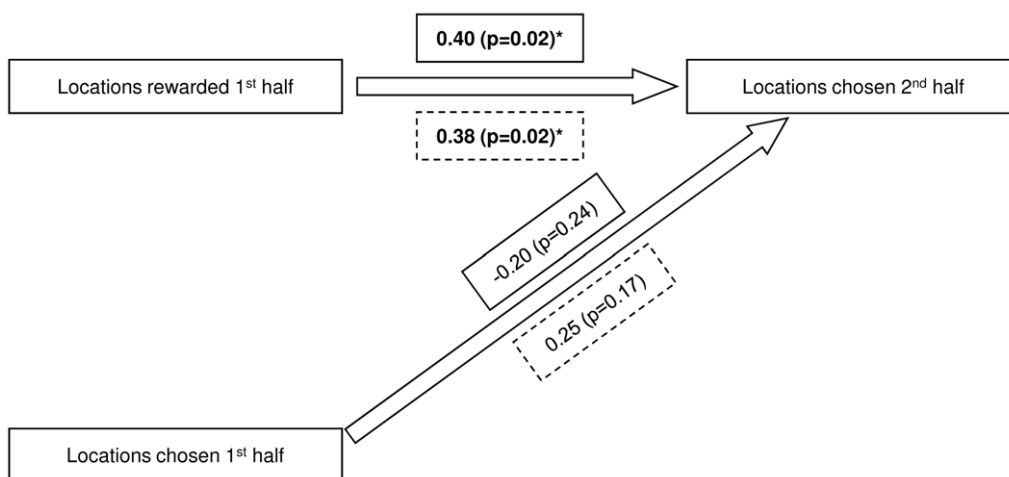 0.40 (p=0.02)*
Locations rewarded 1st half
Locations chosen 2nd half
0.38 (p=0.02)*
-0.20 (p=0.24)
0.25 (p=0.17)
Locations chosen 1st half